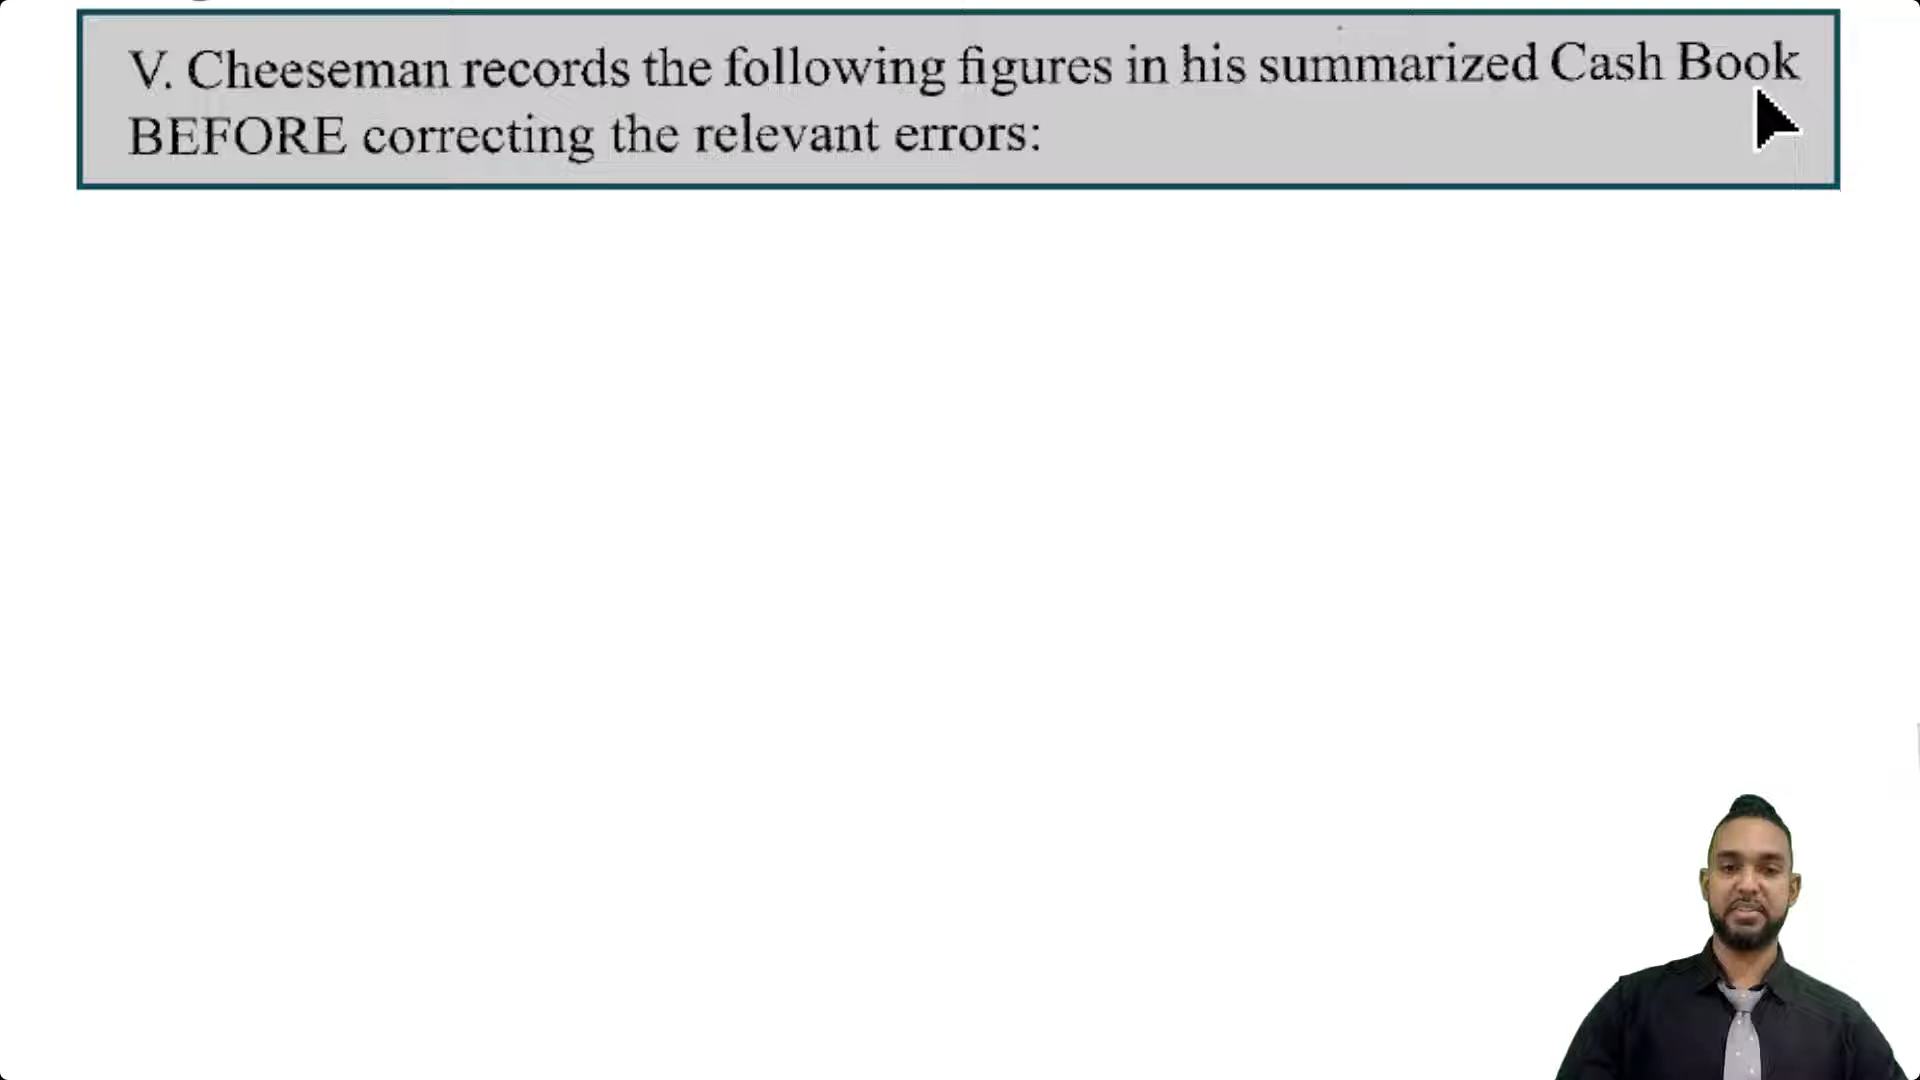 V. Cheeseman records the following figures in his summarized Cash Book
BEFORE correcting the relevant errors: